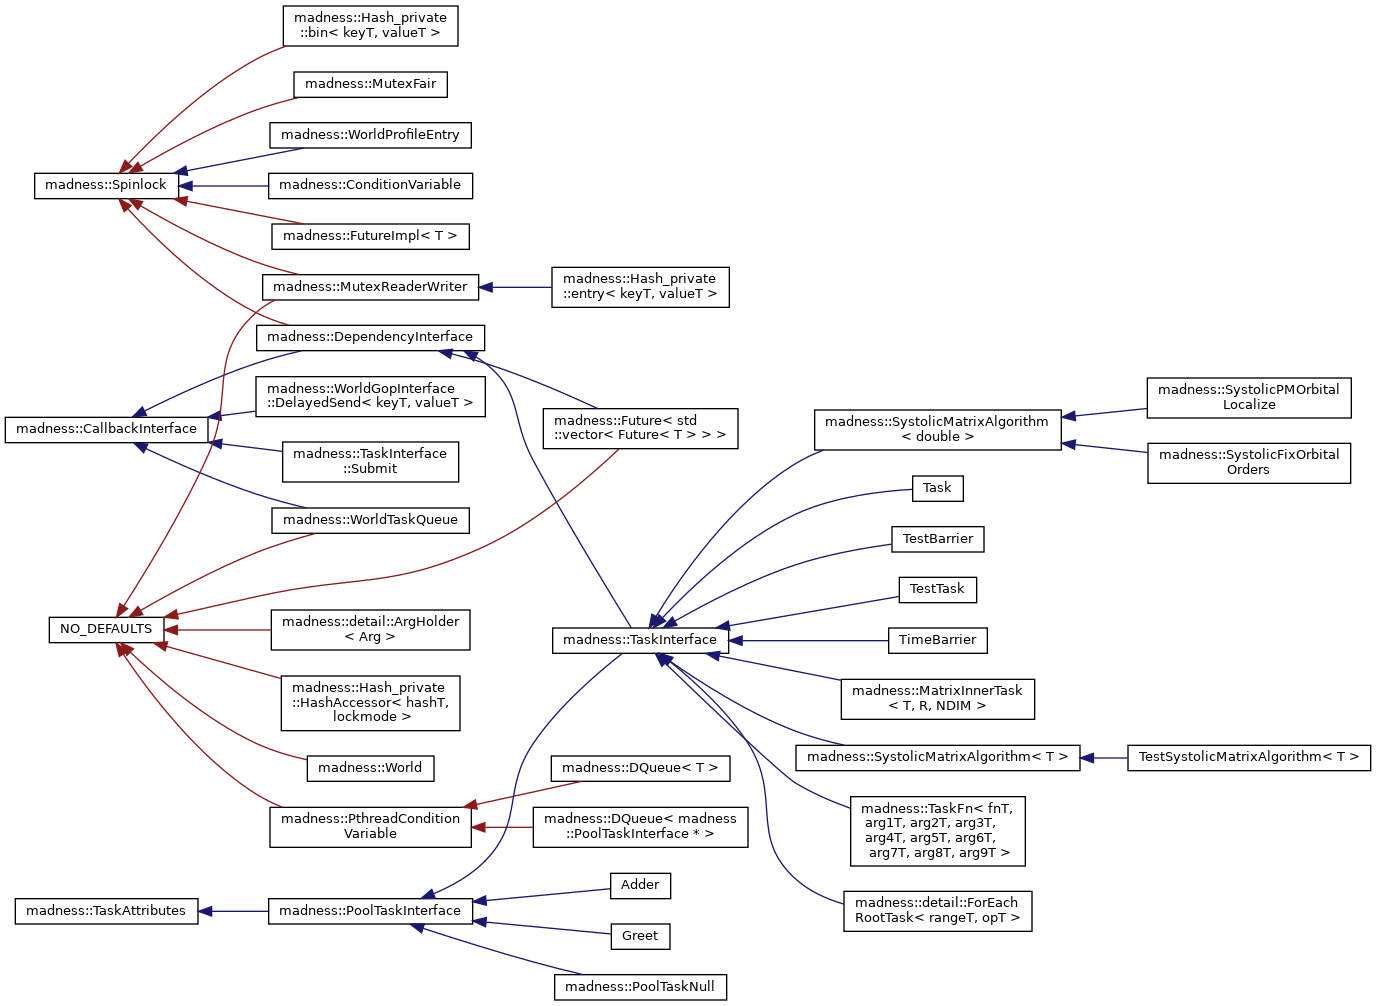 madness::Hash_private
::bin< keyT, valueT >
madness::MutexFair
madness::WorldProfileEntry
madness::Spinlock
madness::ConditionVariable
madness::FutureImpl< T >
madness::MutexReaderWriter
madness::Hash_private
::entry< keyT, valueT >
madness::DependencyInterface
madness::WorldGopInterface
::DelayedSend< keyT, valueT >
madness::CallbackInterface
madness::TaskInterface
::Submit
madness::Future< std
::vector< Future< T > > >
madness::WorldTaskQueue
madness::SystolicMatrixAlgorithm
< double >
madness::SystolicPMOrbital
Localize
madness::SystolicFixOrbital
Orders
Task
TestBarrier
TestTask
NO_DEFAULTS
madness::detail::ArgHolder
< Arg >
madness::TaskInterface
TimeBarrier
madness::Hash_private
::HashAccessor< hashT,
lockmode >
madness::MatrixInnerTask
< T, R, NDIM >
madness::World
madness::DQueue< T >
madness::SystolicMatrixAlgorithm< T >
TestSystolicMatrixAlgorithm< T >
madness::PthreadCondition
Variable
madness::DQueue< madness
::PoolTaskInterface * >
madness::TaskFn< fnT,
arg1T, arg2T, arg3T,
arg4T, arg5T, arg6T,
arg7T, arg8T, arg9T >
madness::TaskAttributes
madness::PoolTaskInterface
Adder
Greet
madness::PoolTaskNull
madness::detail::ForEach
RootTask< rangeT, opT >